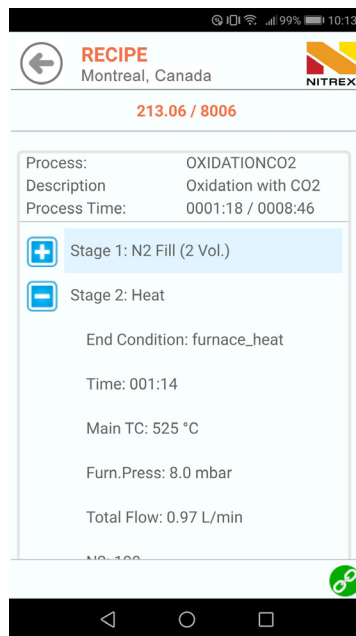 99% 10:13
RECIPE
Montreal, Canada
NITREX
213.06 / 8006
Process: OXIDATIONCO2
Description Oxidation with CO2
Process Time: 0001:18 / 0008:46
Stage 1: N2 Fill (2 Vol.)
Stage 2: Heat
End Condition: furnace_heat
Time: 001:14
Main TC: 525 °C
Furn.Press: 8.0 mbar
Total Flow: 0.97 L/min